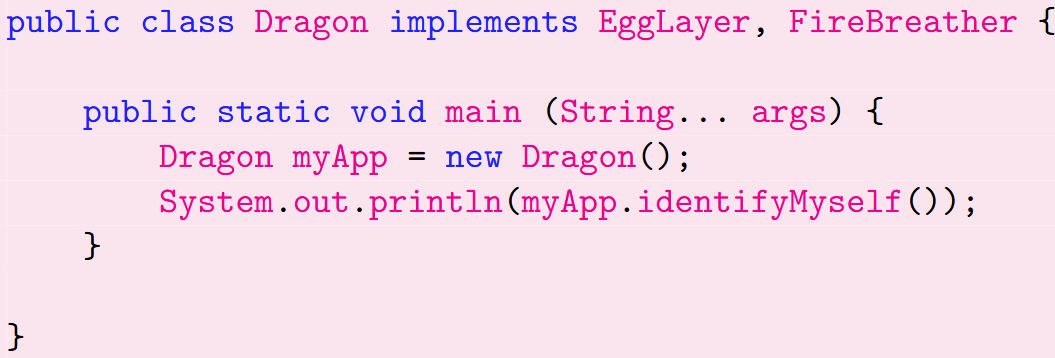 public class Dragon implements EggLayer, FireBreather {
public static void main (String... args) {
Dragon myApp = new Dragon();
System.out.println(myApp.identifyMyself());
}
}